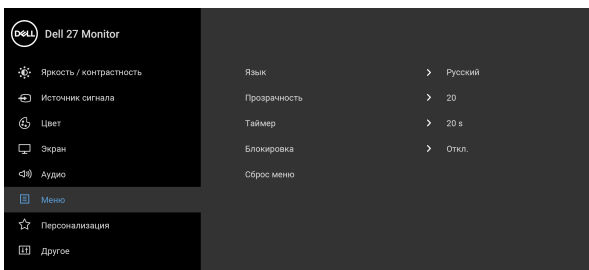 DELL Dell 27 Monitor
Яркость / контрастность
Источник сигнала
Цвет
Экран
Аудио
Меню
Персонализация
Другое
Язык Русский
Прозрачность 20
Таймер 20 s
Блокировка Откл.
Сброс меню